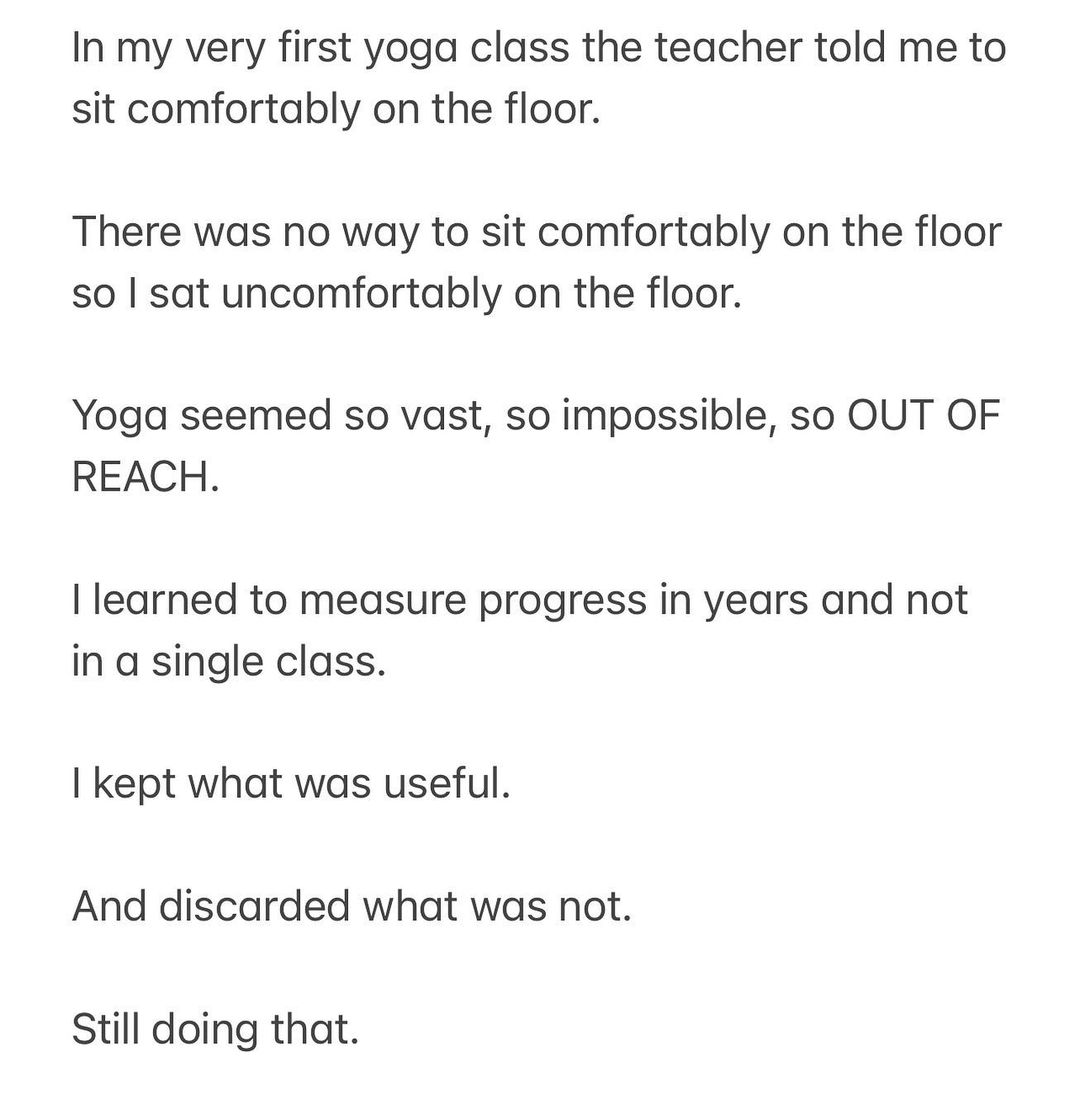 In my very first yoga class the teacher told me to
sit comfortably on the floor.
There was no way to sit comfortably on the floor
so I sat uncomfortably on the floor.
Yoga seemed so vast, so impossible, so OUT OF
REACH.
I learned to measure progress in years and not
in a single class.
I kept what was useful.
And discarded what was not.
Still doing that.